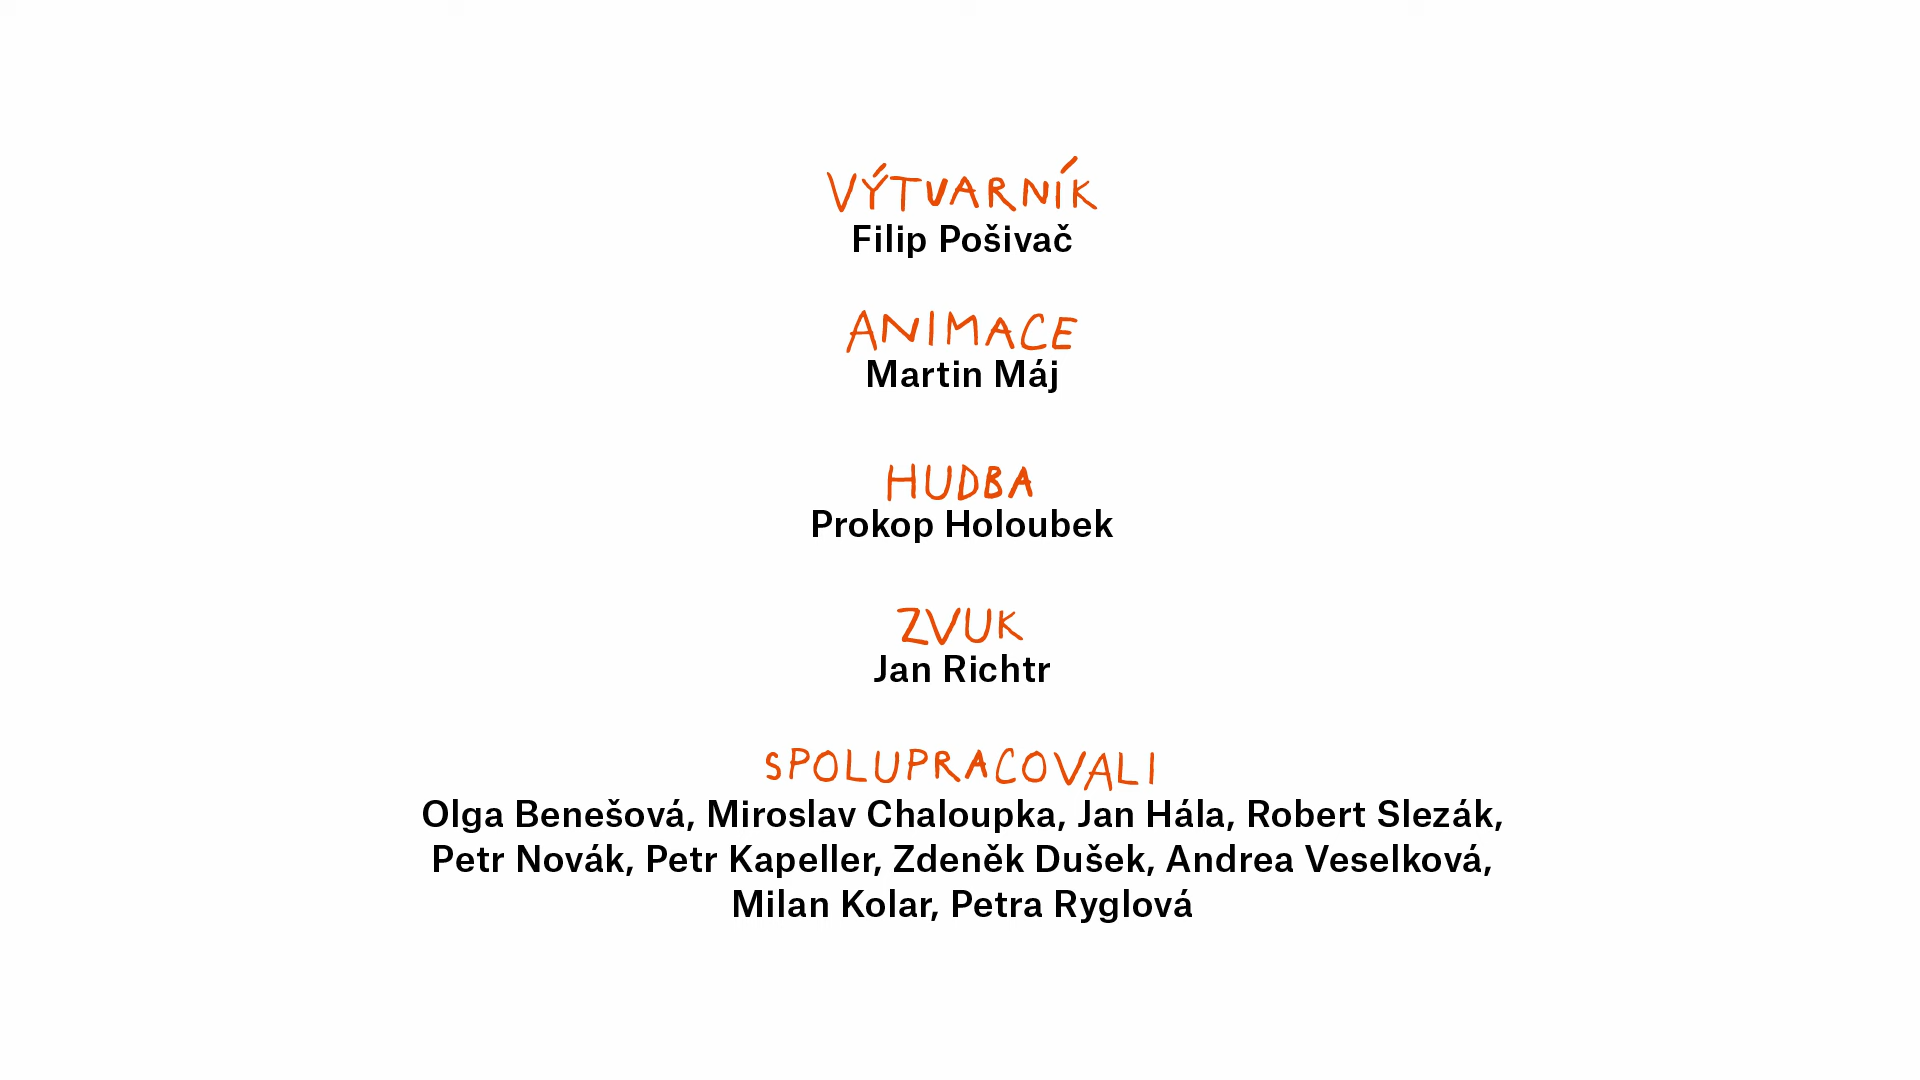 VÝTVARNÍK
Filip Pošivač
ANIMACE
Martin Máj
HUDBA
Prokop Holoubek
ZVUK
Jan Richtr
SPOLUPRACOVALI
Olga Benešová, Miroslav Chaloupka, Jan Hála, Robert Slezák,
Petr Novák, Petr Kapeller, Zdeněk Dušek, Andrea Veselková,
Milan Kolar, Petra Ryglová